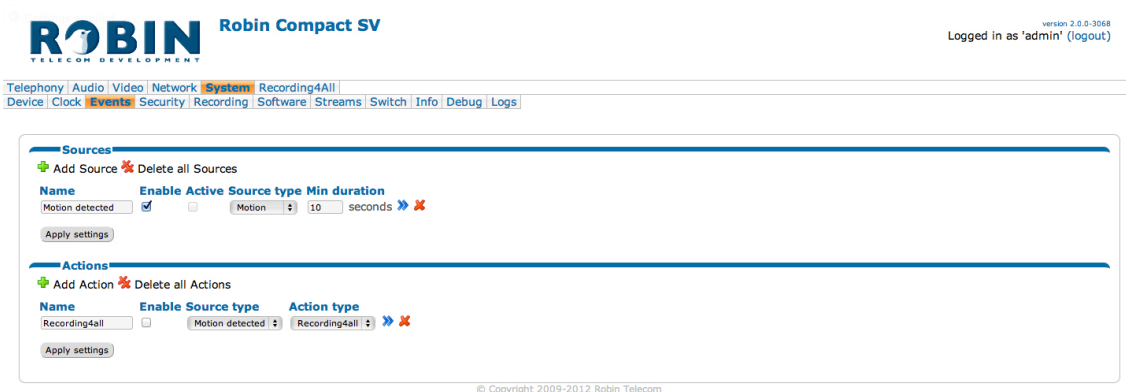 ROBIN
TELECOM DEVELOPMENT
Robin Compact SV
version 2.0.0-3068
Logged in as 'admin' (logout)
Telephony Audio Video Network System Recording4All
Device Clock Events Security Recording Software Streams Switch Info Debug Logs
Sources
Add Source Delete all Sources
Name Enable Active Source type Min duration
Motion detected Motion 10 seconds
Apply settings
Actions
Add Action Delete all Actions
Name Enable Source type Action type
Recording4all Motion detected Recording4all
Apply settings
© Copyright 2009-2012 Robin Telecom